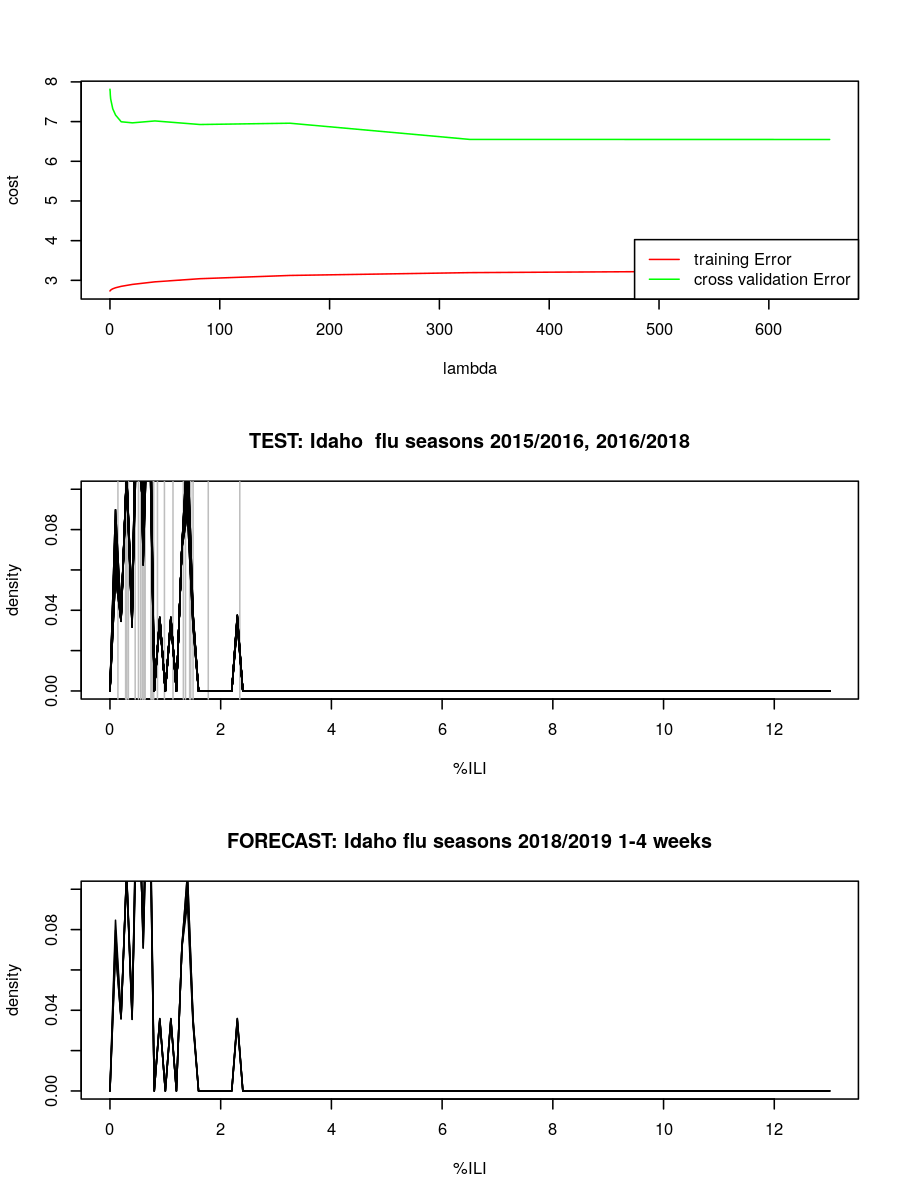 8
7
6
5
4
3
cost
training Error
cross validation Error
0 100 200 300 400 500 600
lambda
TEST: Idaho  flu seasons 2015/2016, 2016/2018
0.08
0.04
0.00
density
0 2 4 6 8 10 12
%ILI
FORECAST: Idaho flu seasons 2018/2019 1-4 weeks
0.08
0.04
0.00
density
0 2 4 6 8 10 12
%ILI